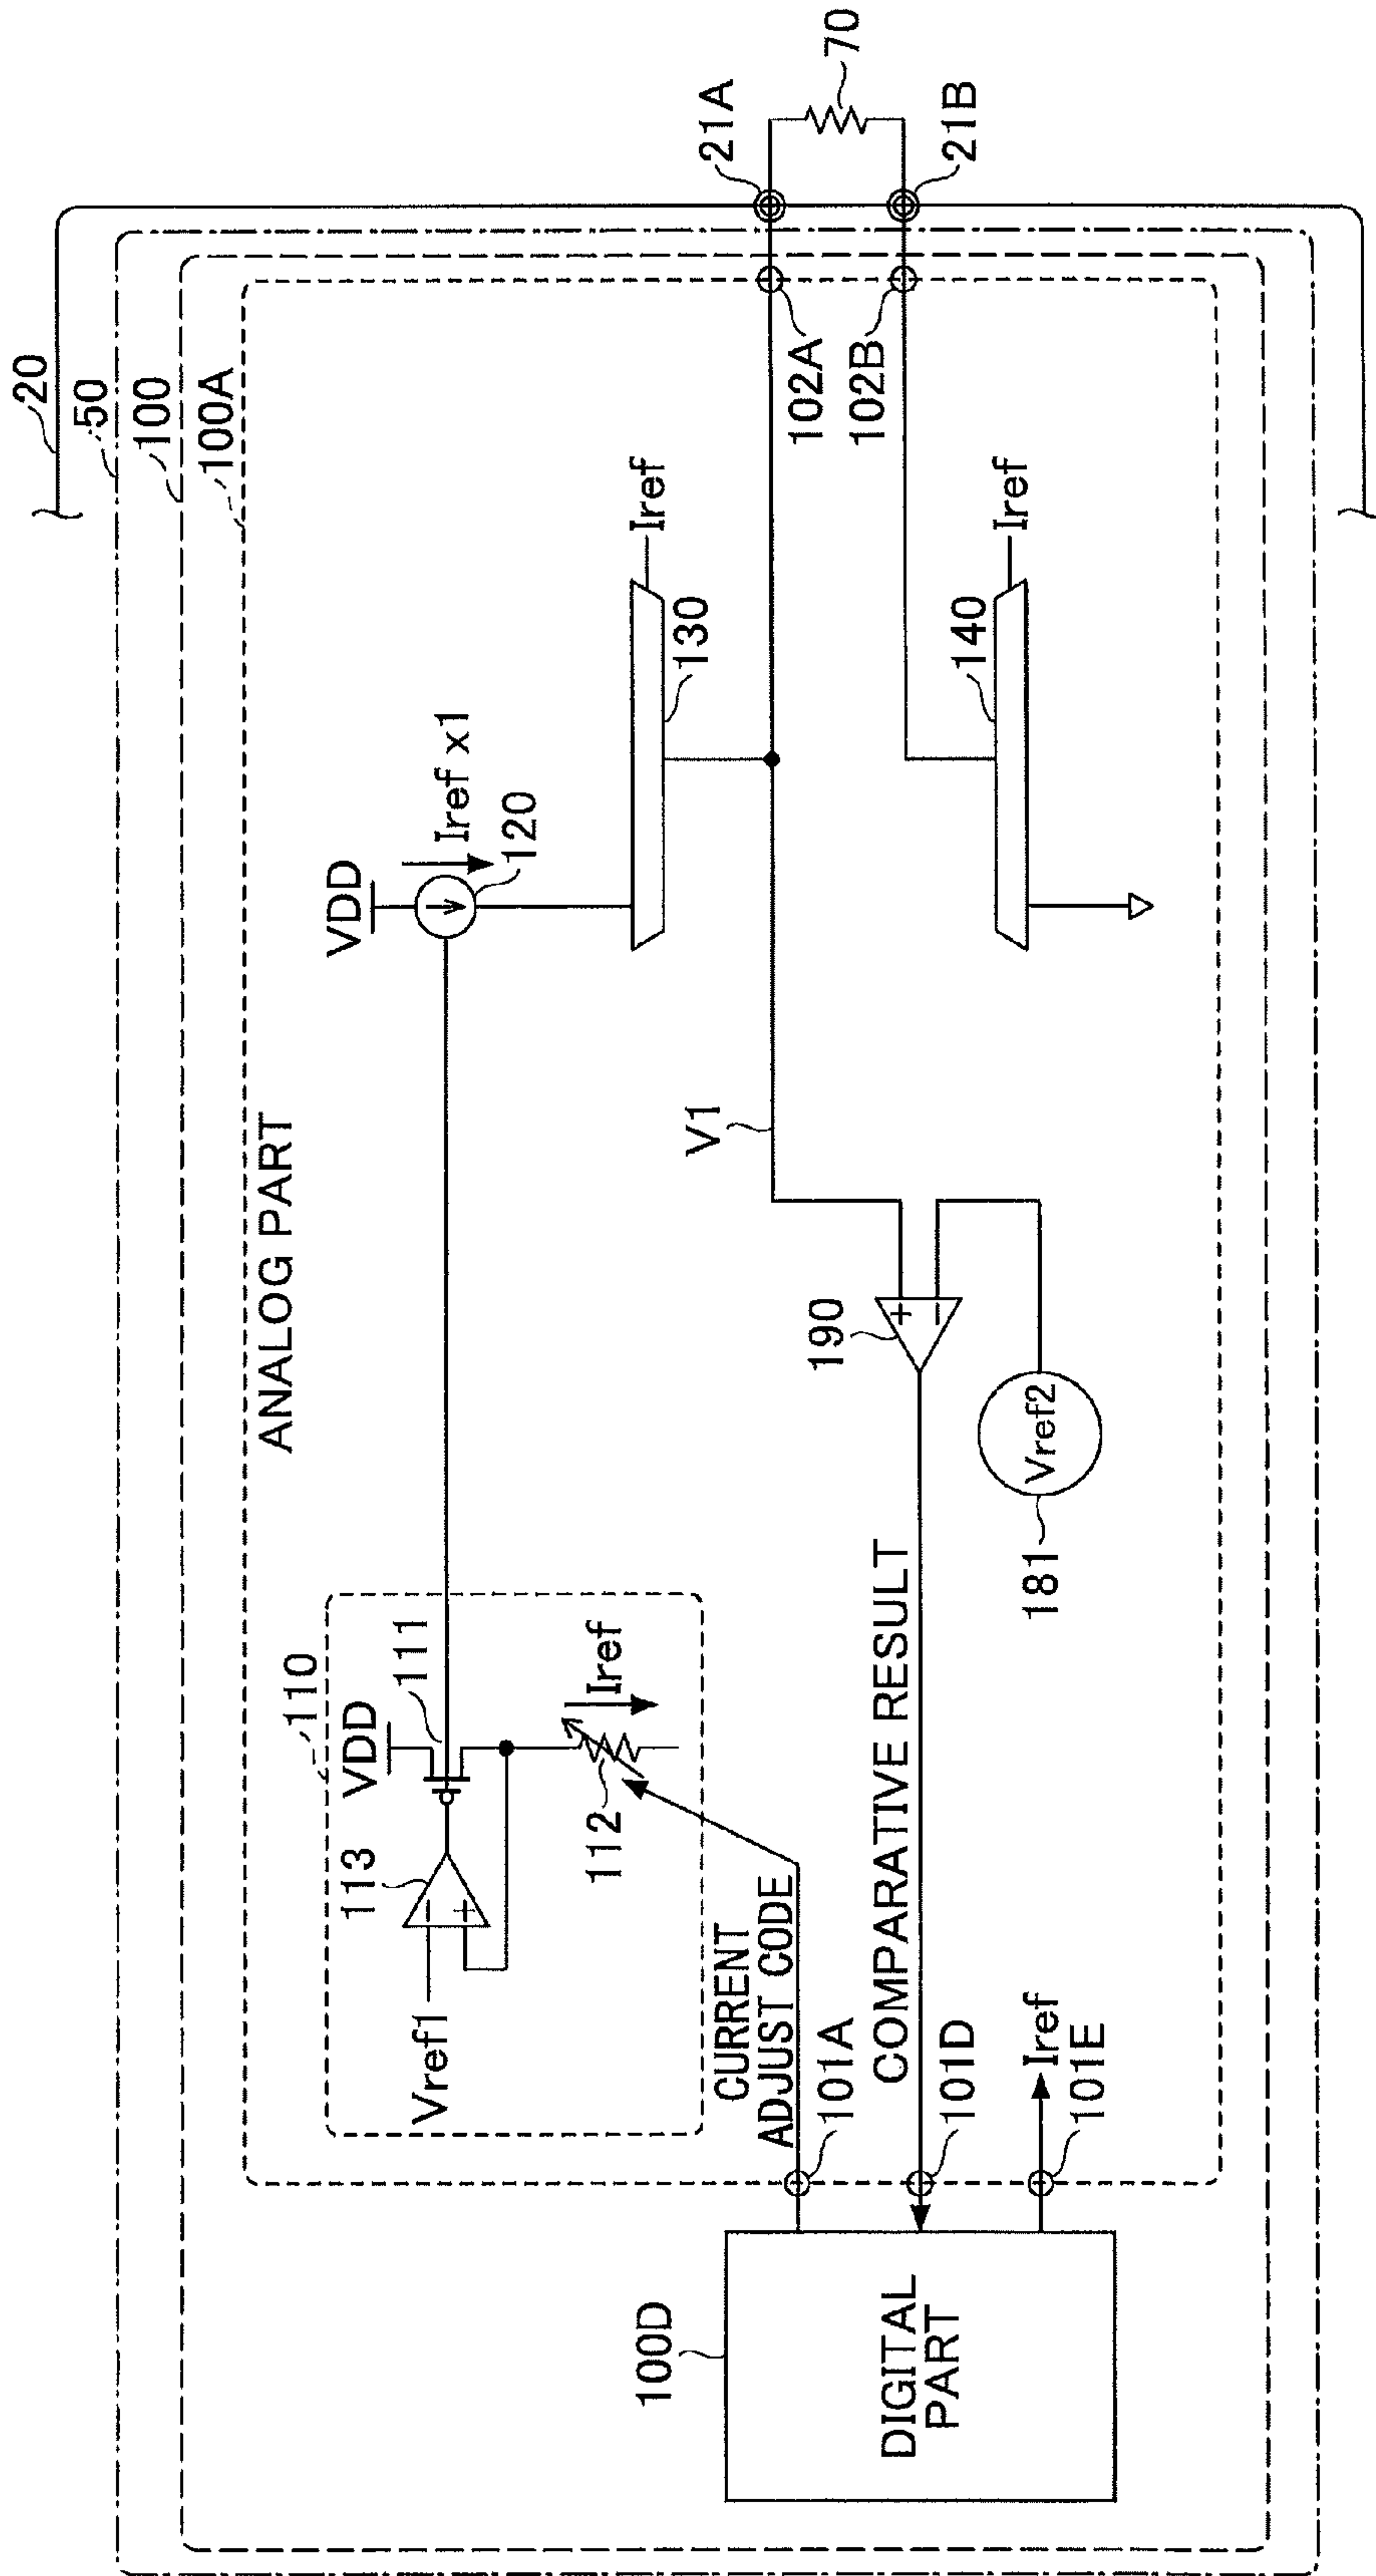 20
50
100
100A
ANALOG PART
110
VDD
111
113
Vref1
112
Iref
VDD
Iref x1
120
130
Iref
21A
70
21B
102A
102B
V1
190
Vref2
181
140
Iref
CURRENT
ADJUST CODE
101A
COMPARATIVE RESULT
101D
Iref
101E
100D
DIGITAL
PART